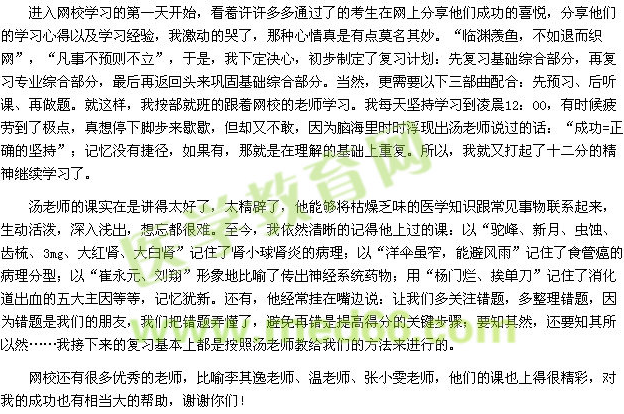 进入网校学习的第一天开始，看着许许多多通过了的考生在网上分享他们成功的喜悦，分享他们
的学习心得以及学习经验，我激动的哭了，那种心情真是有点莫名其妙。“临渊羡鱼，不如退而织
网”，“凡事不预则不立”，于是，我下定决心，初步制定了复习计划：先复习基础综合部分，再复
习专业综合部分，最后再返回头来巩固基础综合部分。当然，更需要以下三部曲配合：先预习、后听
课、再做题。就这样，我按部就班的跟着网校的老师学习。我每天坚持学习到凌晨12：00，有时候疲
劳到了极点，真想停下脚步来歇歇，但却又不敢，因为脑海里时时浮现出汤老师说过的话：“成功=正
确的坚持”；记忆没有捷径，如果有，那就是在理解的基础上重复。所以，我就又打起了十二分的精
神继续学习了。
汤老师的课实在是讲得太好了，太精辟了，他能够将枯燥乏味的医学知识跟常见事物联系起来，
生动活泼，深入浅出，想忘都很难。至今，我依然清晰的记得他上过的课：以“驼峰、新月、虫蚀、
齿梳、3mg、大红肾、大白肾”记住了肾小球肾炎的病理；以“洋伞虽窄，能避风雨”记住了食管癌的
病理分型；以“崔永元、刘翔”形象地比喻了传出神经系统药物；用“杨门烂、挨单刀”记住了消化
道出血的五大主因等等，记忆犹新。还有，他经常挂在嘴边说：让我们多关注错题，多整理错题，因
为错题是我们的朋友，我们把错题弄懂了，避免再错是提高得分的关键步骤；要知其然，还要知其所
以然……我接下来的复习基本上都是按照汤老师教给我们的方法来进行的。
网校还有很多优秀的老师，比喻李其逸老师、温老师、张小雯老师，他们的课也上得很精彩，对
我的成功也有相当大的帮助，谢谢你们！
医学教育网
www.med66.com